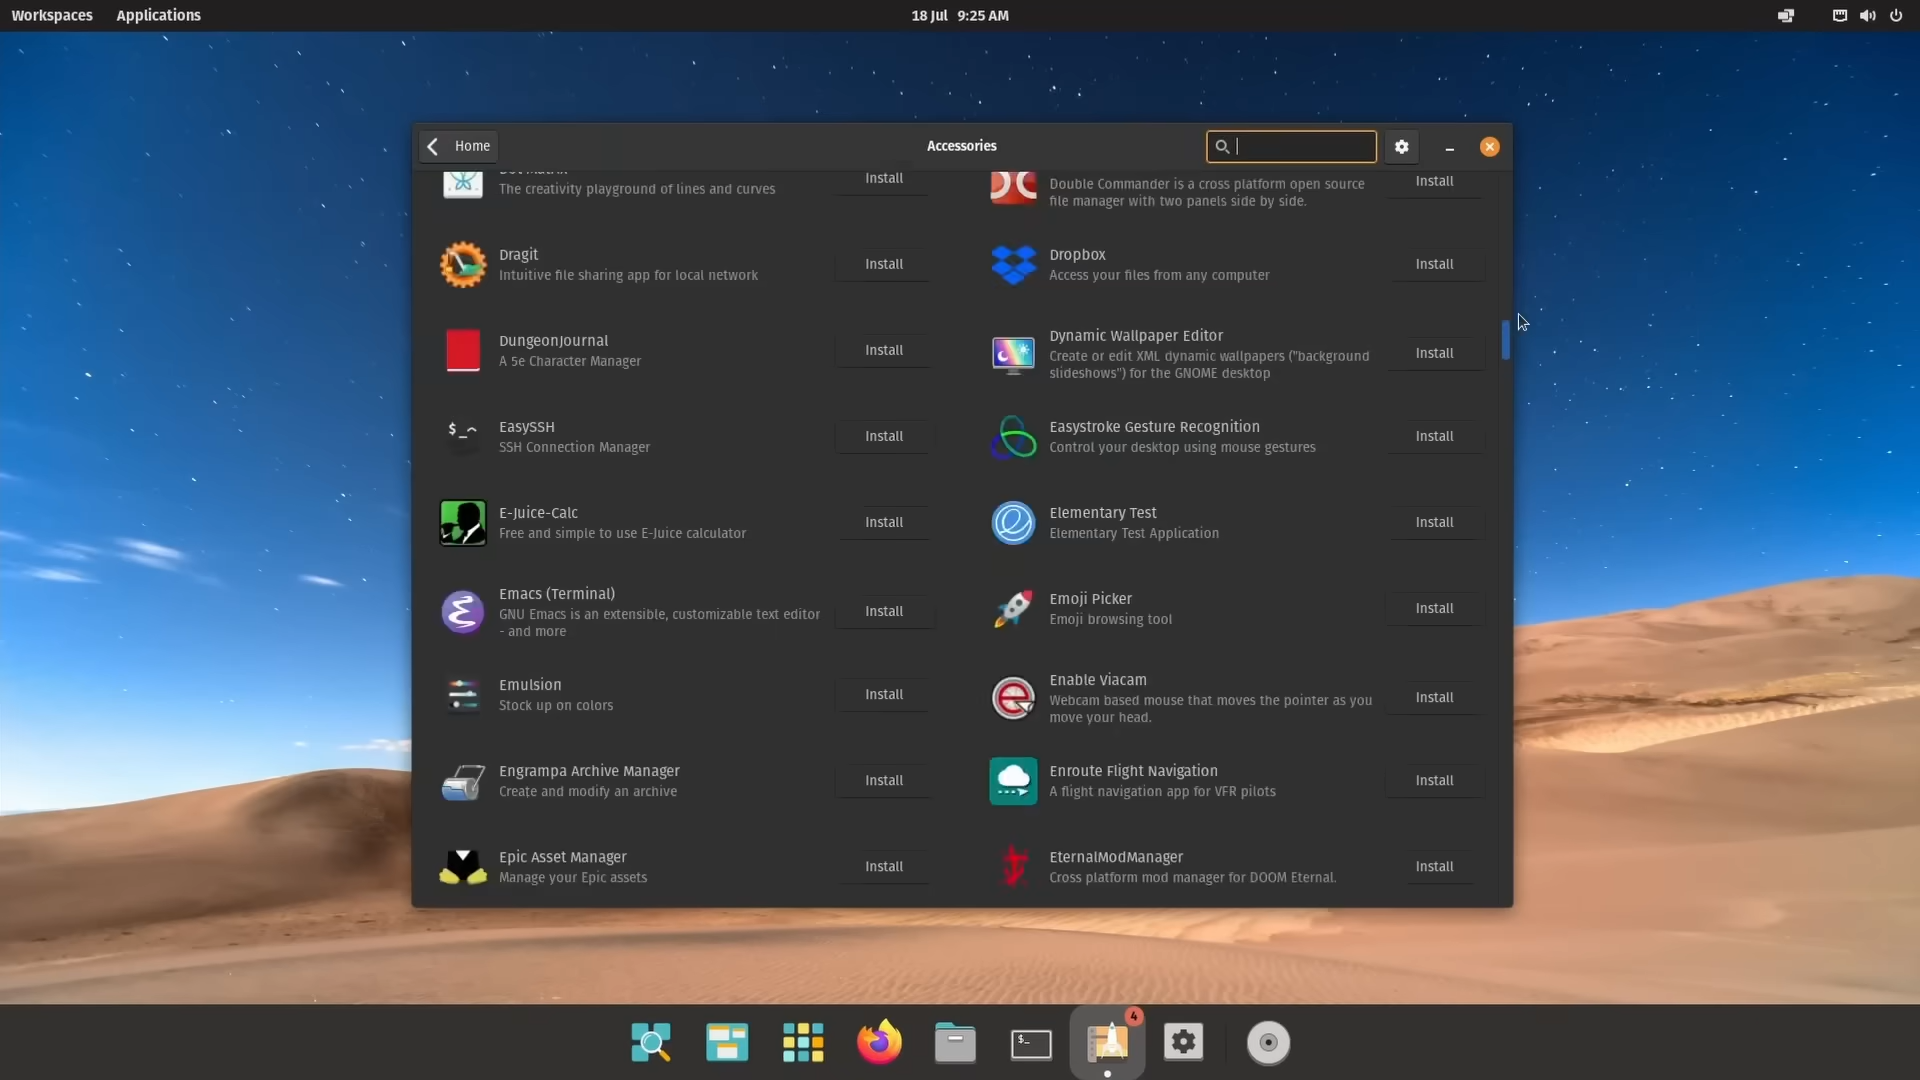 Workspaces Applications 18 Jul 9:25 AM
Home Accessories
The creativity playground of lines and curves
Install
Double Commander is a cross platform open source
file manager with two panels side by side.
Install
Dragit
Intuitive file sharing app for local network
Install
Dropbox
Access your files from any computer
Install
DungeonJournal
A 5e Character Manager
Install
Dynamic Wallpaper Editor
Create or edit XML dynamic wallpapers ("background
slideshows") for the GNOME desktop
Install
$_^
EasySSH
SSH Connection Manager
Install
Easystroke Gesture Recognition
Control your desktop using mouse gestures
Install
E-Juice-Calc
Free and simple to use E-Juice calculator
Install
Elementary Test
Elementary Test Application
Install
Emacs (Terminal)
GNU Emacs is an extensible, customizable text editor
- and more
Install
Emoji Picker
Emoji browsing tool
Install
Emulsion
Stock up on colors
Install
Enable Viacam
Webcam based mouse that moves the pointer as you
move your head.
Install
Engrampa Archive Manager
Create and modify an archive
Install
Enroute Flight Navigation
A flight navigation app for VFR pilots
Install
Epic Asset Manager
Manage your Epic assets
Install
EternalModManager
Cross platform mod manager for DOOM Eternal.
Install
$_
4